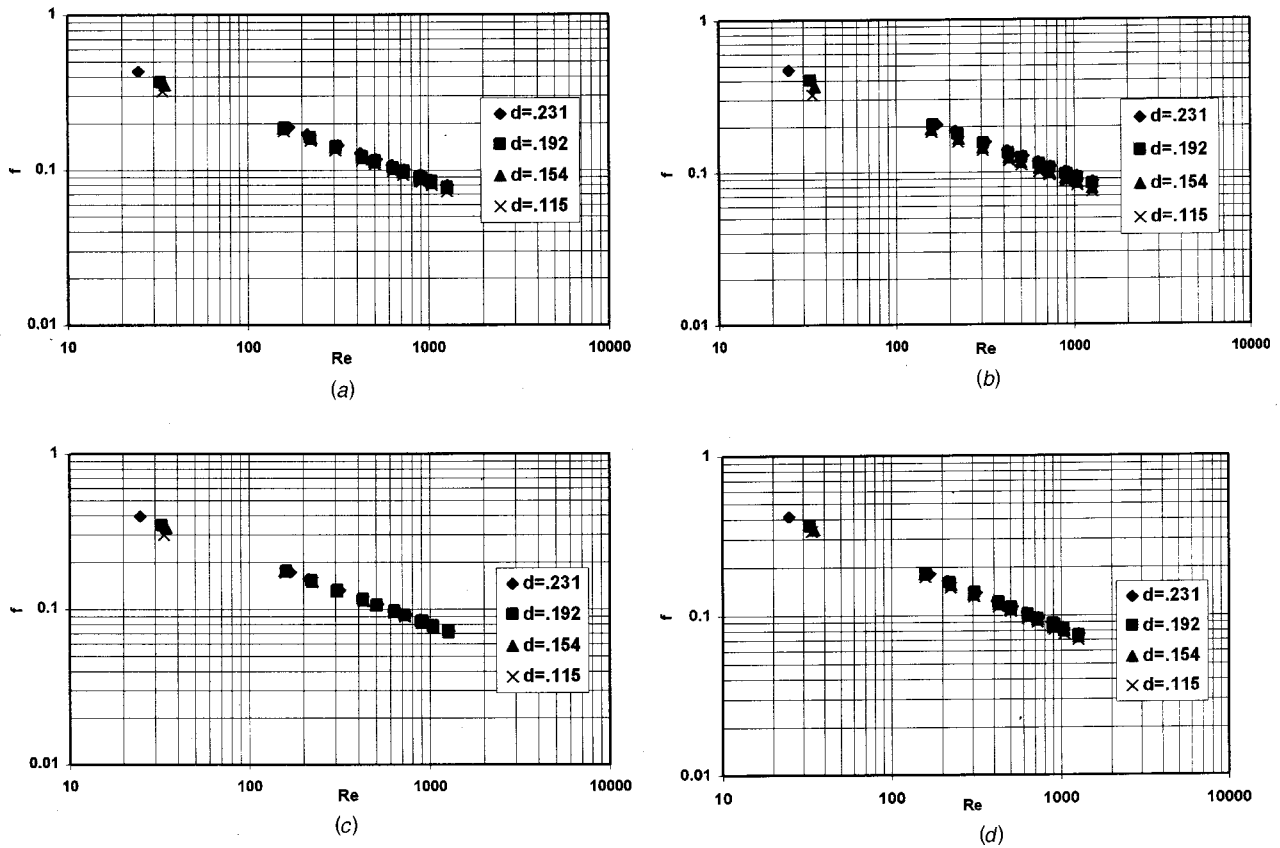 1
0.1
0.01
f
10
100
1000
10000
Re
d=.231
d=.192
d=.154
d=.115
(a)
1
0.1
0.01
f
10
100
1000
10000
Re
d=.231
d=.192
d=.154
d=.115
(b)
1
0.1
0.01
f
10
100
1000
10000
Re
d=.231
d=.192
d=.154
d=.115
(c)
1
0.1
0.01
f
10
100
1000
10000
Re
d=.231
d=.192
d=.154
d=.115
(d)